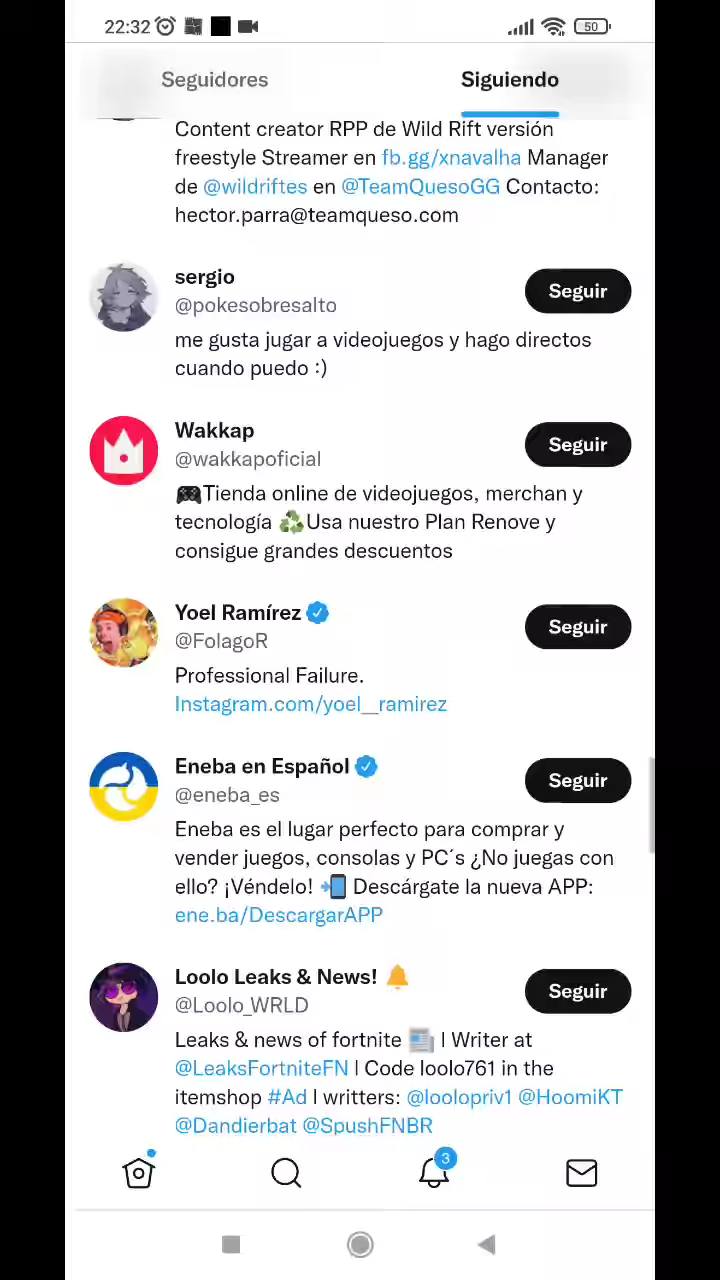 22:32
50
Seguidores
Siguiendo
Content creator RPP de Wild Rift versión
freestyle Streamer en fb.gg/xnavalha Manager
de @wildriftes en @TeamQuesoGG Contacto:
hector.parra@teamqueso.com
sergio
@pokesobresalto
Seguir
me gusta jugar a videojuegos y hago directos
cuando puedo :)
Wakkap
@wakkapoficial
Seguir
🎮Tienda online de videojuegos, merchan y
tecnología ♻️Usa nuestro Plan Renove y
consigue grandes descuentos
Yoel Ramírez
@FolagoR
Seguir
Professional Failure.
Instagram.com/yoel__ramirez
Eneba en Español
@eneba_es
Seguir
Eneba es el lugar perfecto para comprar y
vender juegos, consolas y PC´s ¿No juegas con
ello? ¡Véndelo! 📲 Descárgate la nueva APP:
ene.ba/DescargarAPP
Loolo Leaks & News! 🔔
@Loolo_WRLD
Seguir
Leaks & news of fortnite 📰 | Writer at
@LeaksFortniteFN | Code loolo761 in the
itemshop #Ad | writters: @loolopriv1 @HoomiKT
@Dandierbat @SpushFNBR
3